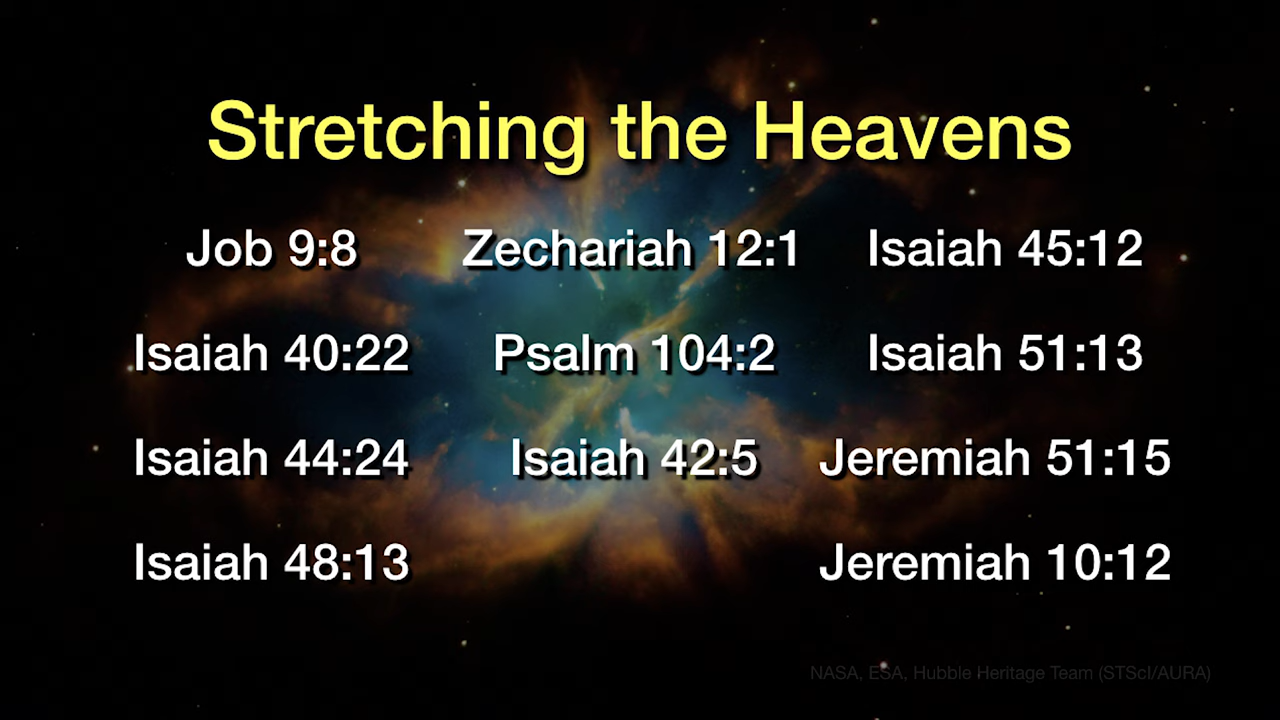 Stretching the Heavens
Job 9:8 Zechariah 12:1 Isaiah 45:12
Isaiah 40:22 Psalm 104:2 Isaiah 51:13
Isaiah 44:24 Isaiah 42:5 Jeremiah 51:15
Isaiah 48:13 Jeremiah 10:12
NASA, ESA, Hubble Heritage Team (STScI/AURA)